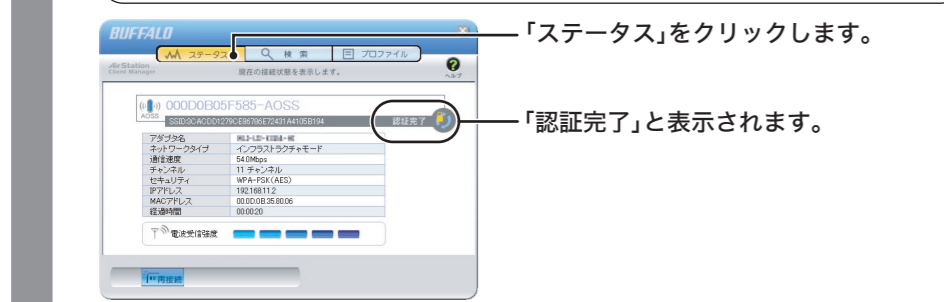 BUFFALO
ステータス 検 索 プロファイル
「ステータス」をクリックします。
AirStation
Client Manager
現在の接続状態を表示します。
ヘルプ
000D0B05F585-AOSS
AOSS
認証完了
「認証完了」と表示されます。
アダプタ名
ネットワークタイプ インフラストラクチャモード
通信速度 54.0Mbps
チャンネル 11 チャンネル
セキュリティ WPA-PSK(AES)
IPアドレス 192.168.11.2
MACアドレス 00:0D:0B:35:80:06
経過時間 00:00:20
電波受信強度
再接続